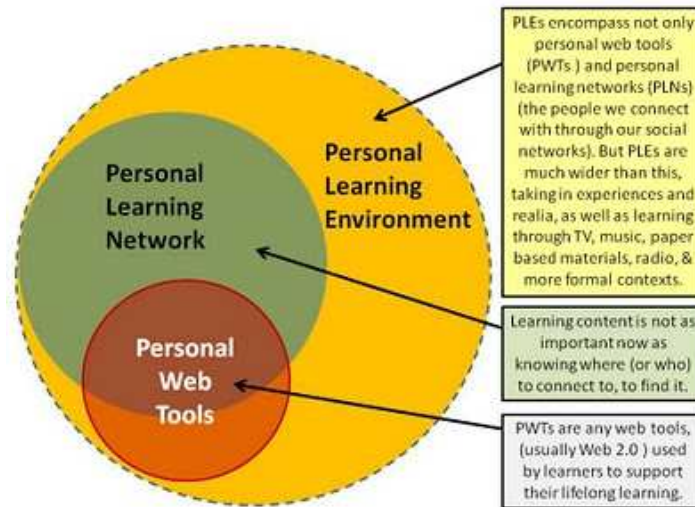 Personal
Learning
Network
Personal
Learning
Environment
Personal
Web
Tools
PLEs encompass not only
personal web tools
(PWTs ) and personal
learning networks (PLNs)
(the people we connect
with through our social
networks). But PLEs are
much wider than this,
taking in experiences and
realia, as well as learning
through TV, music, paper
based materials, radio, &
more formal contexts.
Learning content is not as
important now as
knowing where (or who)
to connect to, to find it.
PWTs are any web tools,
(usually Web 2.0 ) used
by learners to support
their lifelong learning.